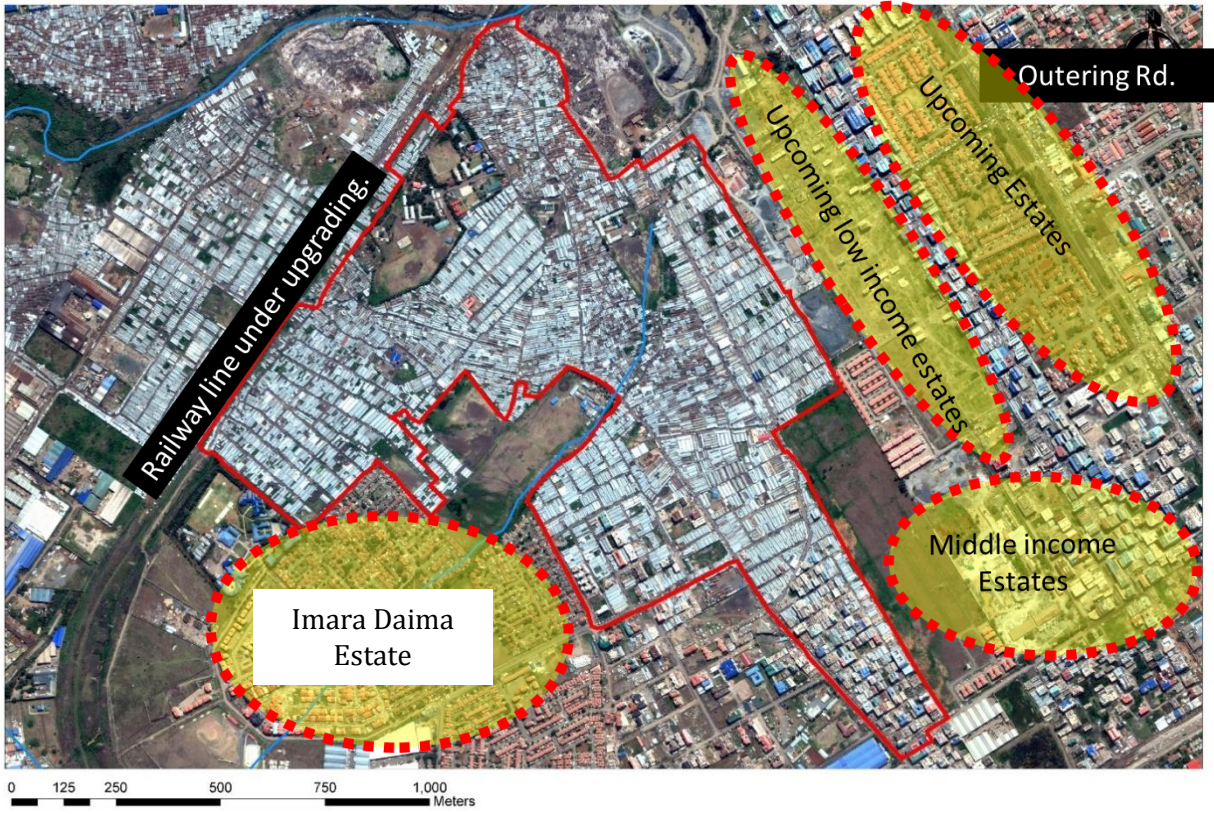 Outering Rd.
Upcoming Estates
Upcoming low income estates
Railway line under upgrading.
Middle income
Estates
Imara Daima
Estate
0 125 250 500 750 1,000
Meters